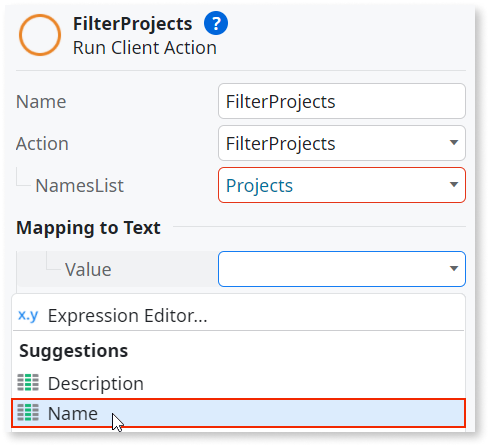 FilterProjects ?
Run Client Action
Name FilterProjects
Action FilterProjects
NamesList Projects
Mapping to Text
Value
x.y Expression Editor...
Suggestions
Description
Name